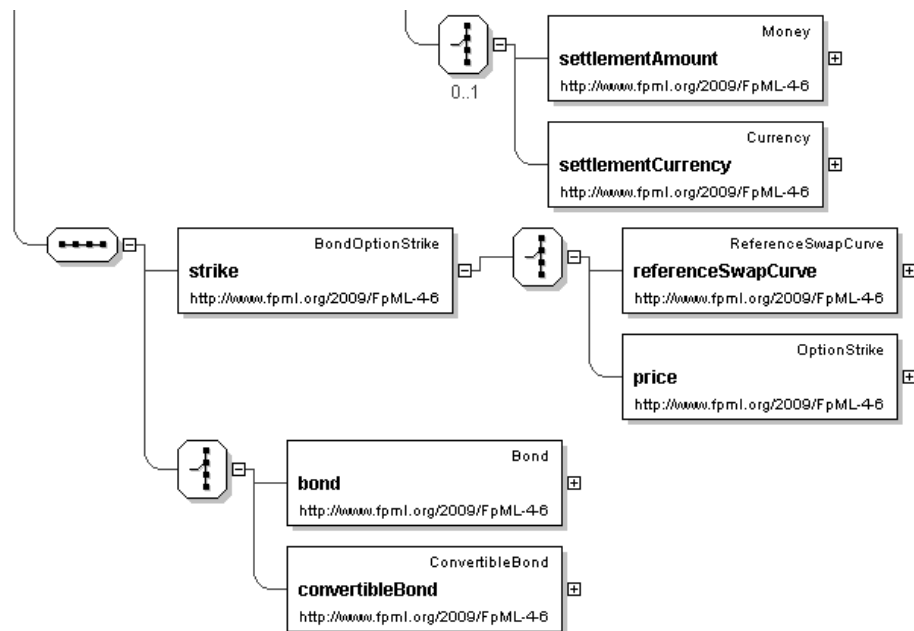 Money
settlementAmount
http://www.fpml.org/2009/FpML-4-6
0..1
Currency
settlementCurrency
http://www.fpml.org/2009/FpML-4-6
BondOptionStrike
strike
http://www.fpml.org/2009/FpML-4-6
ReferenceSwapCurve
referenceSwapCurve
http://www.fpml.org/2009/FpML-4-6
OptionStrike
price
http://www.fpml.org/2009/FpML-4-6
Bond
bond
http://www.fpml.org/2009/FpML-4-6
ConvertibleBond
convertibleBond
http://www.fpml.org/2009/FpML-4-6